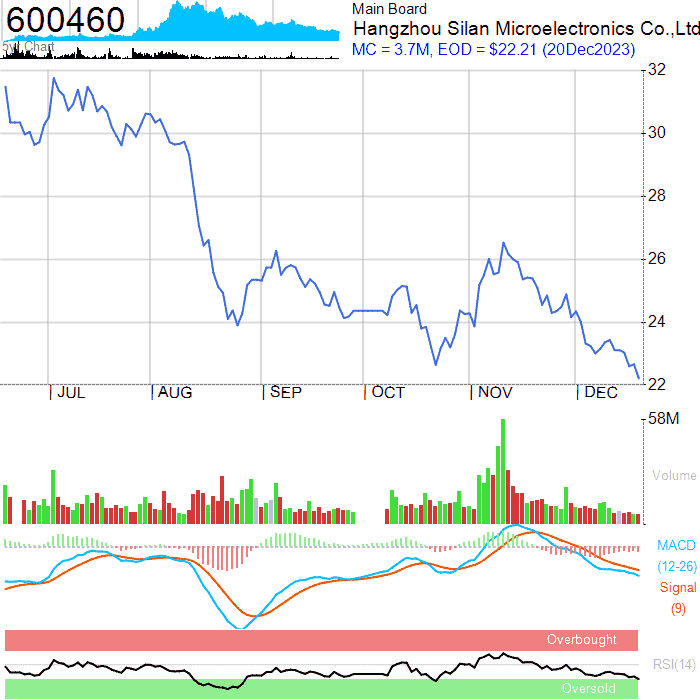 600460
5yr Chart
Main Board
Hangzhou Silan Microelectronics Co.,Ltd
MC = 3.7M, EOD = $22.21 (20Dec2023)
32
30
28
26
24
22
JUL
AUG
SEP
OCT
NOV
DEC
58M
Volume
MACD
(12-26)
Signal
(9)
Overbought
RSI(14)
Oversold